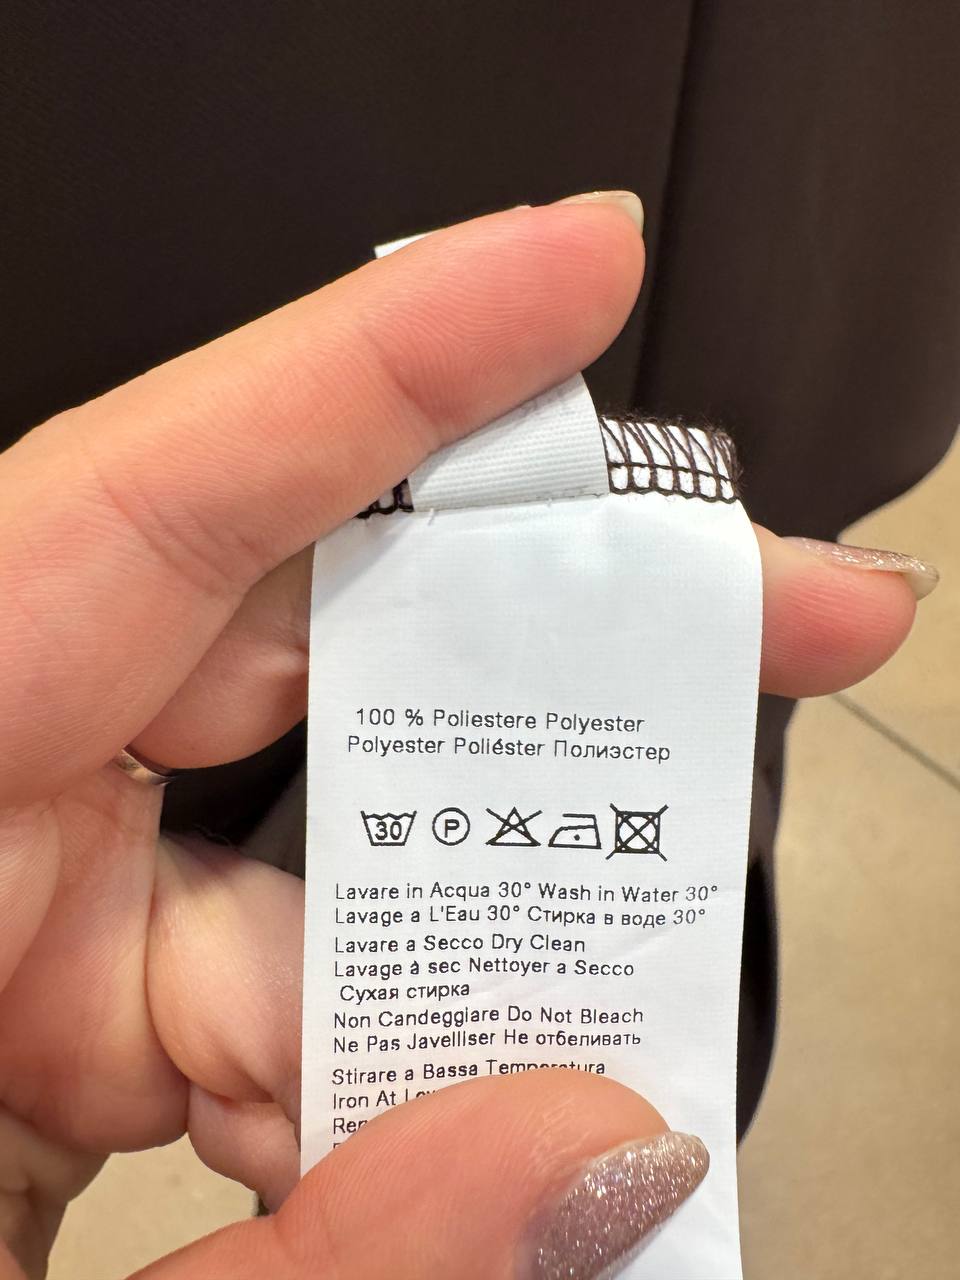 100 % Poliestere Polyester
Polyester Poliéster Полиэстер
30 P
Lavare in Acqua 30° Wash in Water 30°
Lavage a L'Eau 30° Стирка в воде 30°
Lavare a Secco Dry Clean
Lavage à sec Nettoyer a Secco
Сухая стирка
Non Candeggiare Do Not Bleach
Ne Pas Javelliser Не отбеливать
Stirare a Bassa Temperatura
Iron At